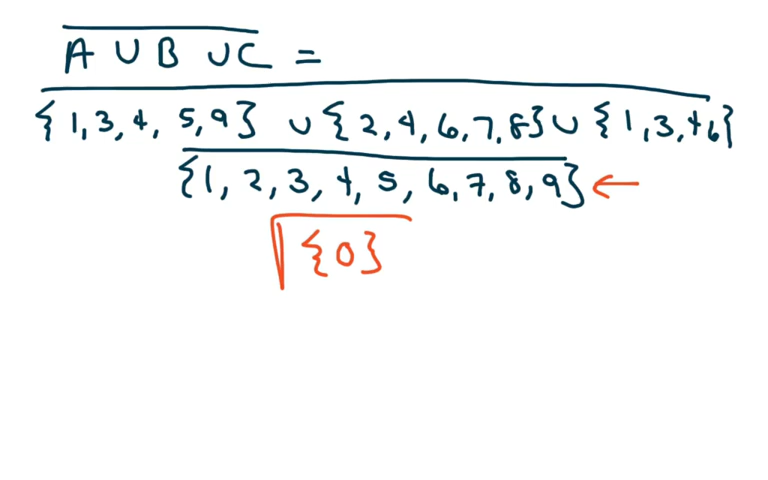 A ∪ B ∪ C =
{1, 3, 4, 5, 9} ∪ {2, 4, 6, 7, 8} ∪ {1, 3, 4 6}
{1, 2, 3, 4, 5, 6, 7, 8, 9} ←
{0}